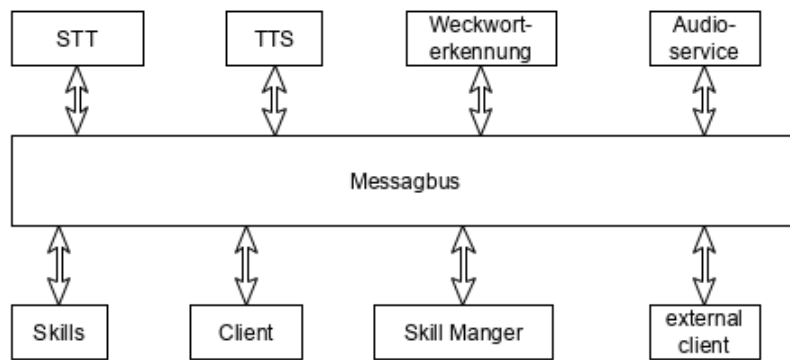 STT
TTS
Weckwort-
erkennung
Audio-
service
Messagbus
Skills
Client
Skill Manger
external
client